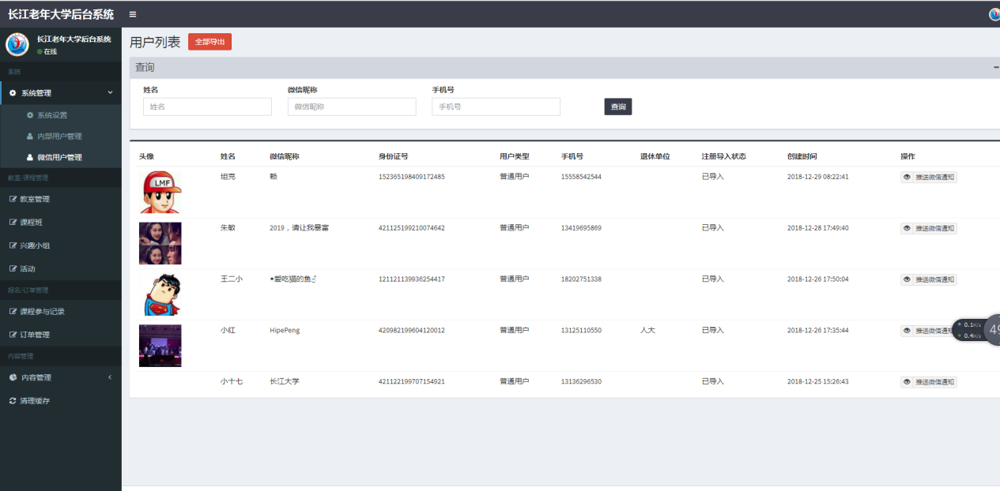 长江老年大学后台系统
长江老年大学后台系统
在线
系统
系统管理
系统设置
内部用户管理
微信用户管理
教室/课程管理
教室管理
课程班
兴趣小组
活动
报名/订单管理
课程参与记录
订单管理
内容管理
内容管理
清理缓存
用户列表 全部导出
查询
姓名 微信昵称 手机号
姓名 微信昵称 手机号 查询
头像 姓名 微信昵称 身份证号 用户类型 手机号 退休单位 注册导入状态 创建时间 操作
LMF
坦克 赖 152365198409172485 普通用户 15558542544 已导入 2018-12-29 08:22:41 推送微信通知
朱敏 2019，请让我暴富 421125199210074642 普通用户 13419695869 已导入 2018-12-28 17:49:40 推送微信通知
王二小 爱吃猫的鱼 121121139936254417 普通用户 18202751338 已导入 2018-12-26 17:50:04 推送微信通知
小红 HipePeng 420982199604120012 普通用户 13125110550 人大 已导入 2018-12-26 17:35:44 推送微信通知
小十七 长江大学 421122199707154921 普通用户 13136296530 已导入 2018-12-25 15:26:43 推送微信通知
0.1K/s
0.4K/s
49